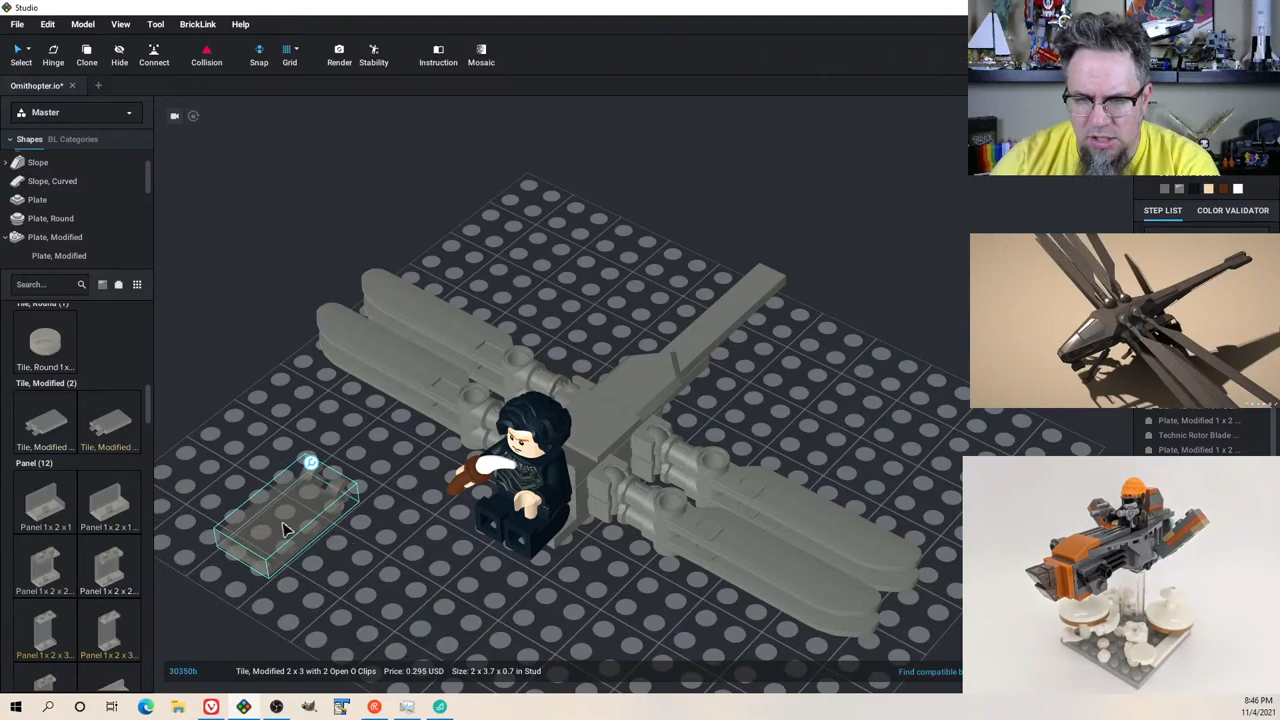 Studio
File Edit Model View Tool BrickLink Help
Select Hinge Clone Hide Connect Collision Snap Grid Render Stability Instruction Mosaic
Ornithopter.io*
Master
Shapes BL Categories
Slope
Slope, Curved
Plate
Plate, Round
Plate, Modified
Plate, Modified
Search...
Tile, Round (1)
Tile, Round 1 x...
Tile, Modified (2)
Tile, Modified ... Tile, Modified ...
Panel (12)
Panel 1 x 2 x 1 Panel 1 x 2 x 1
Panel 1 x 2 x 2... Panel 1 x 2 x 2...
Panel 1 x 2 x 3... Panel 1 x 2 x 3...
STEP LIST COLOR VALIDATOR
Plate, Modified 1 x 2 ...
Technic Rotor Blade ...
Plate, Modified 1 x 2 ...
30350b Tile, Modified 2 x 3 with 2 Open O Clips Price: 0.295 USD Size: 2 x 3.7 x 0.7 in Stud Find compatible b
8:46 PM
11/4/2021